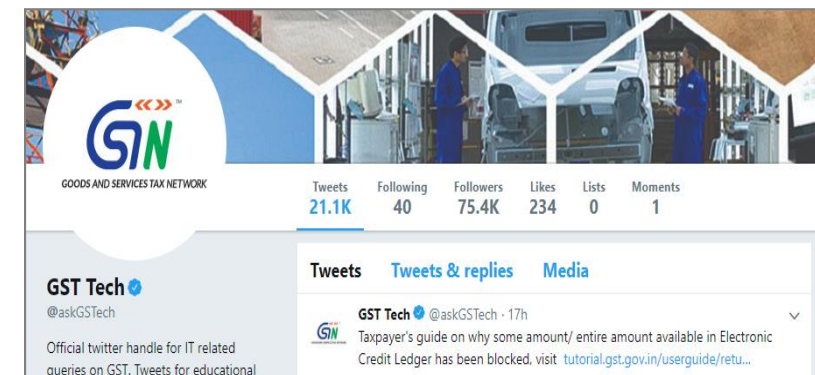 GSTN
™
GOODS AND SERVICES TAX NETWORK
Tweets Following Followers Likes Lists Moments
21.1K 40 75.4K 234 0 1
GST Tech
@askGSTech
Official twitter handle for IT related
queries on GST. Tweets for educational
Tweets Tweets & replies Media
GST Tech @askGSTech · 17h
Taxpayer's guide on why some amount/ entire amount available in Electronic
Credit Ledger has been blocked, visit tutorial.gst.gov.in/userguide/retu...